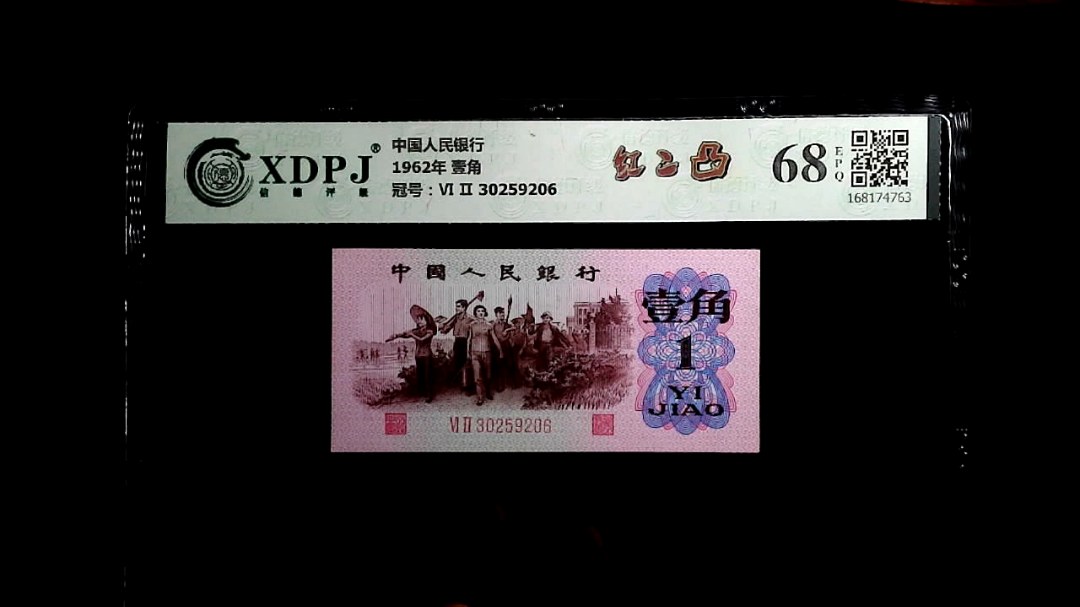 XDPJ®
信德评级
中国人民银行
1962年 壹角
冠号：Ⅵ Ⅱ 30259206
红二凸
68
EPQ
168174763
中國人民銀行
壹角
1
YI
JIAO
Ⅵ Ⅱ 30259206